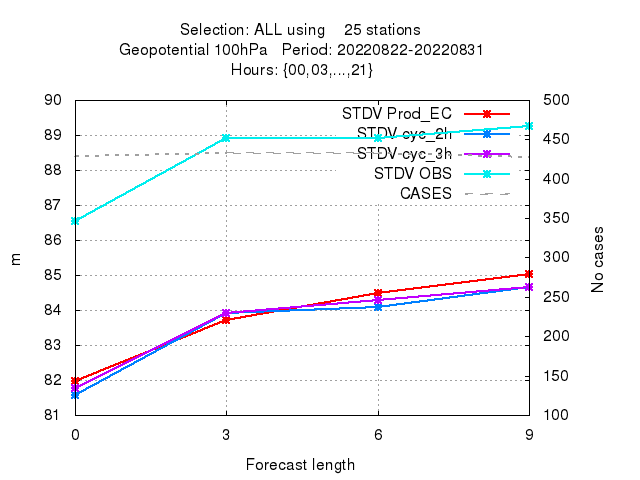 Selection: ALL using 25 stations
Geopotential 100hPa Period: 20220822-20220831
Hours: {00,03,...,21}
90 500
STDV Prod_EC
89 450
STDV cyc_2h
88 400
STDV cyc-3h
STDV OBS
CASES
87 350
86 300
85 250
84 200
83 150
82 100
81
m
No cases
0 3 6 9
Forecast length